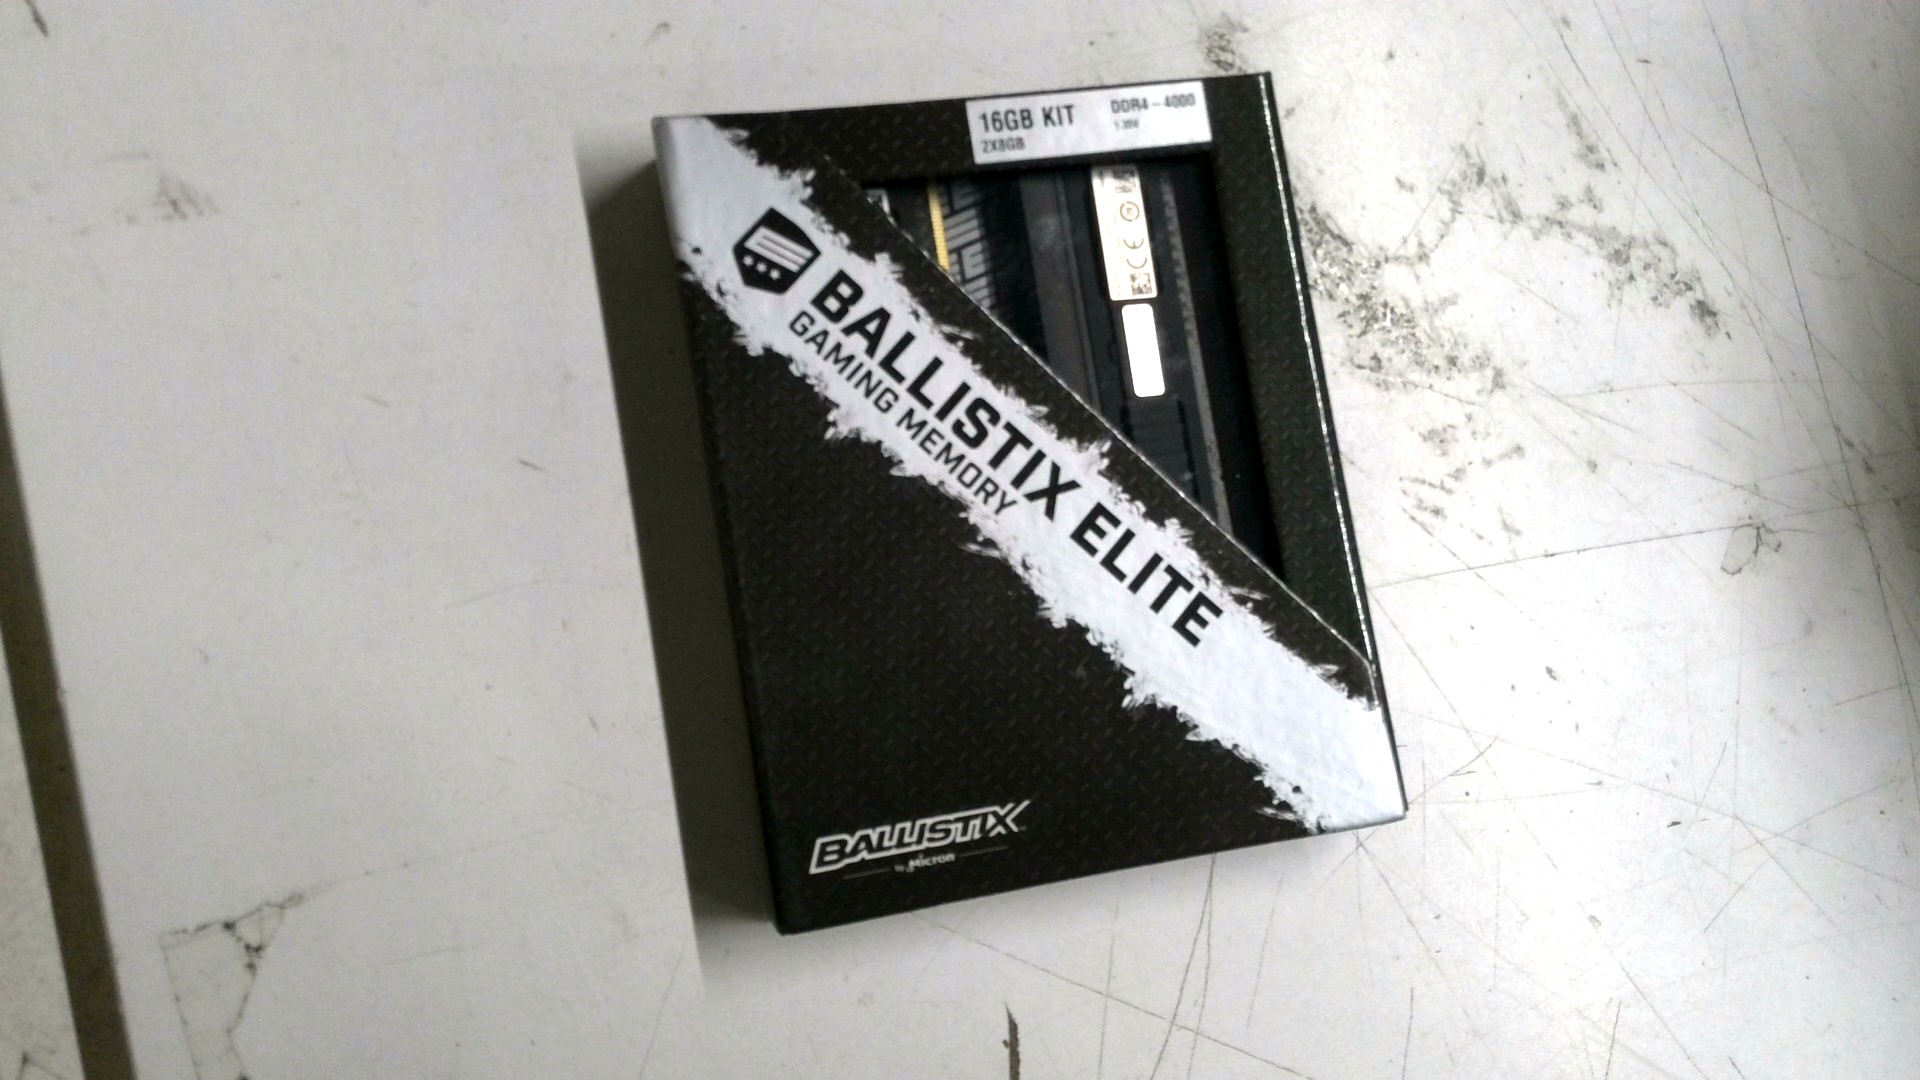 16GB KIT DDR4-4000
2X8GB 1.35V
BALLISTIX ELITE
GAMING MEMORY
BALLISTIX
by Micron